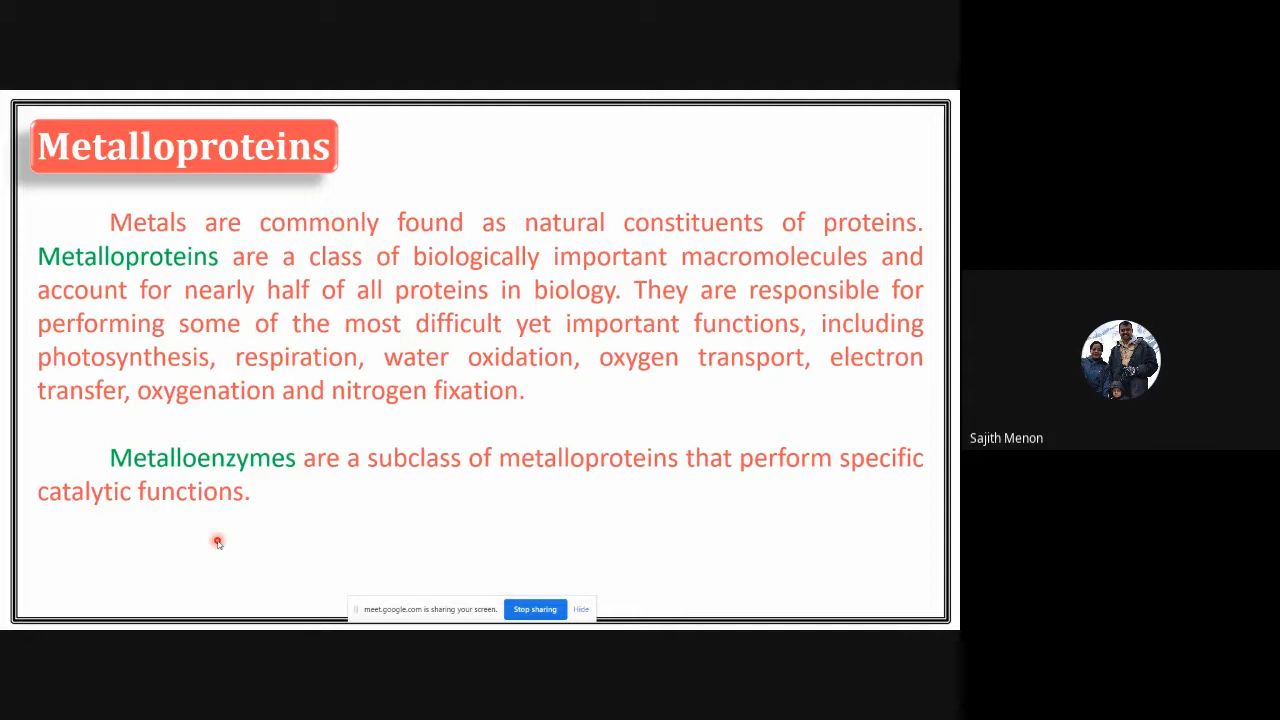 Metalloproteins
Metals are commonly found as natural constituents of proteins.
Metalloproteins are a class of biologically important macromolecules and
account for nearly half of all proteins in biology. They are responsible for
performing some of the most difficult yet important functions, including
photosynthesis, respiration, water oxidation, oxygen transport, electron
transfer, oxygenation and nitrogen fixation.
Metalloenzymes are a subclass of metalloproteins that perform specific
catalytic functions.
meet.google.com is sharing your screen. Stop sharing Hide
Sajith Menon